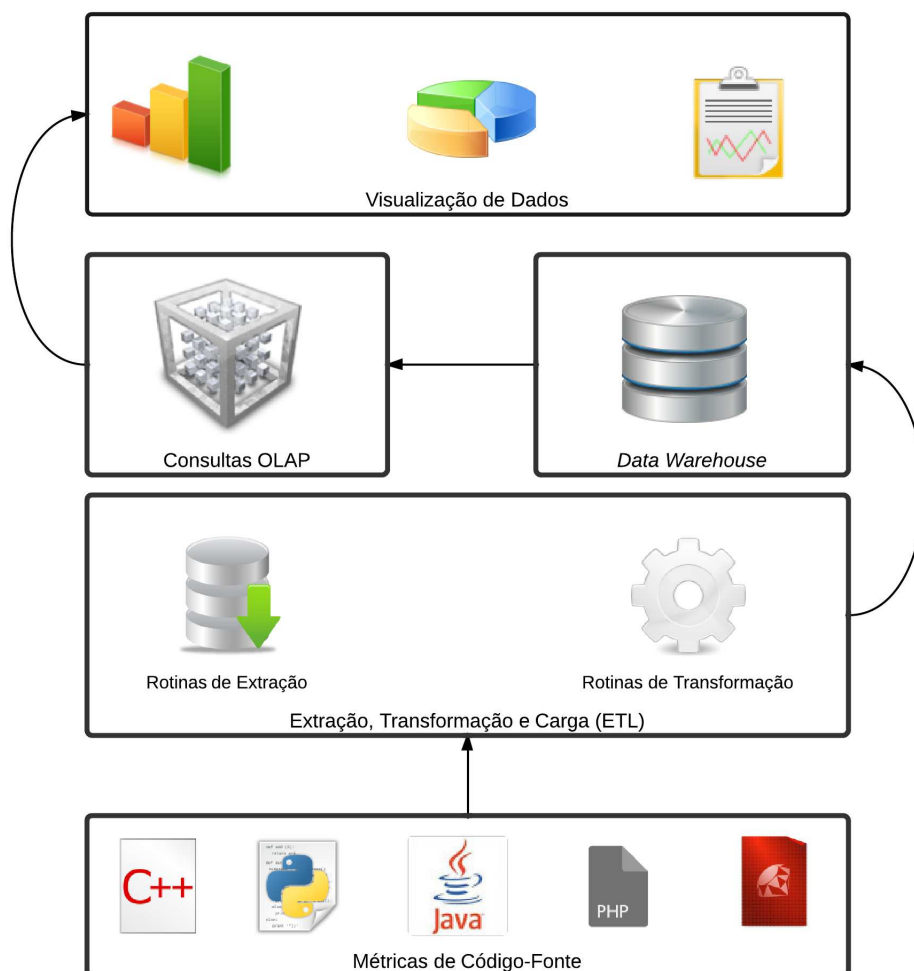 Visualização de Dados
Consultas OLAP
Data Warehouse
Rotinas de Extração
Rotinas de Transformação
Extração, Transformação e Carga (ETL)
C++
Java
PHP
Métricas de Código-Fonte